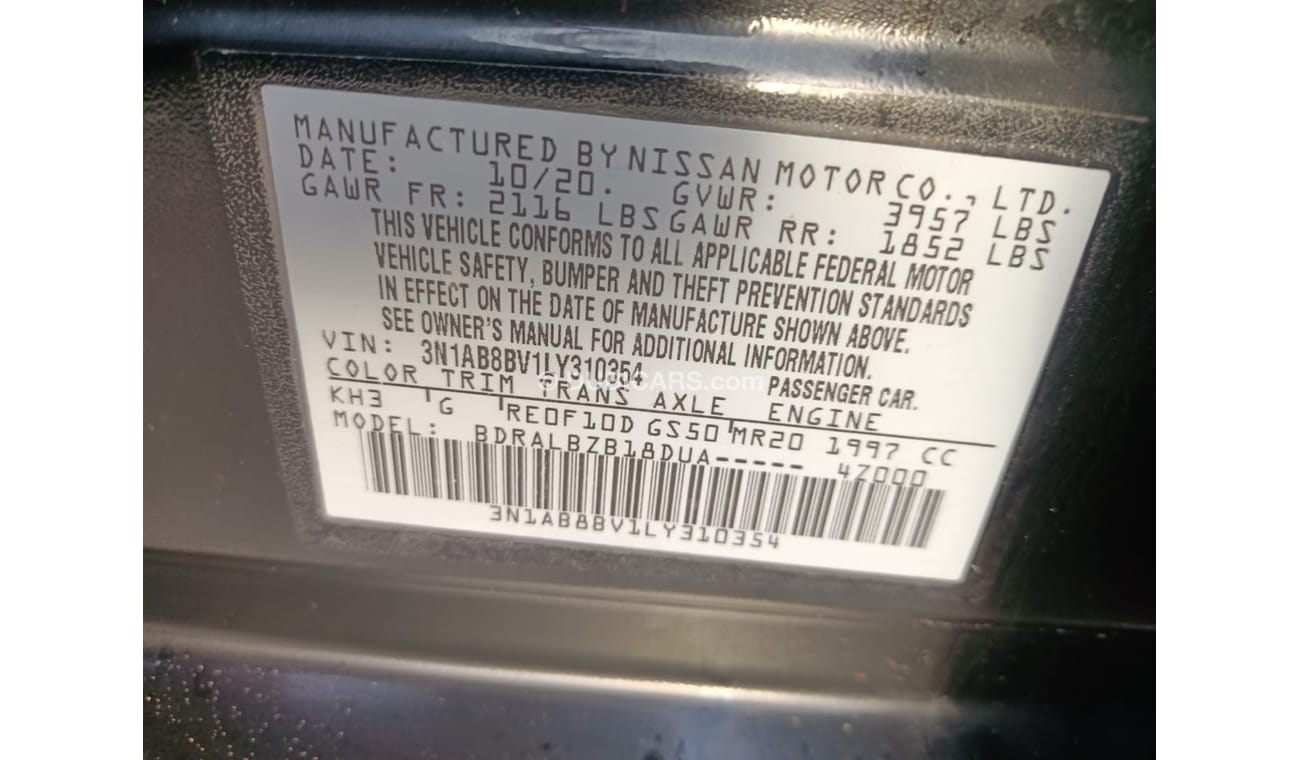 MANUFACTURED BY NISSAN MOTOR CO., LTD.
DATE: 10/20. GVWR: 3957 LBS
GAWR FR: 2116 LBS GAWR RR: 1852 LBS
THIS VEHICLE CONFORMS TO ALL APPLICABLE FEDERAL MOTOR
VEHICLE SAFETY, BUMPER AND THEFT PREVENTION STANDARDS
IN EFFECT ON THE DATE OF MANUFACTURE SHOWN ABOVE.
SEE OWNER'S MANUAL FOR ADDITIONAL INFORMATION.
VIN: 3N1AB8BV1LY310354 PASSENGER CAR.
DUBICARS.com
COLOR TRIM TRANS AXLE ENGINE
KH3 G RE0F10D GS50 MR20 1997 CC
MODEL: BDRALBZB18DUA----- 4Z000
3N1AB8BV1LY310354